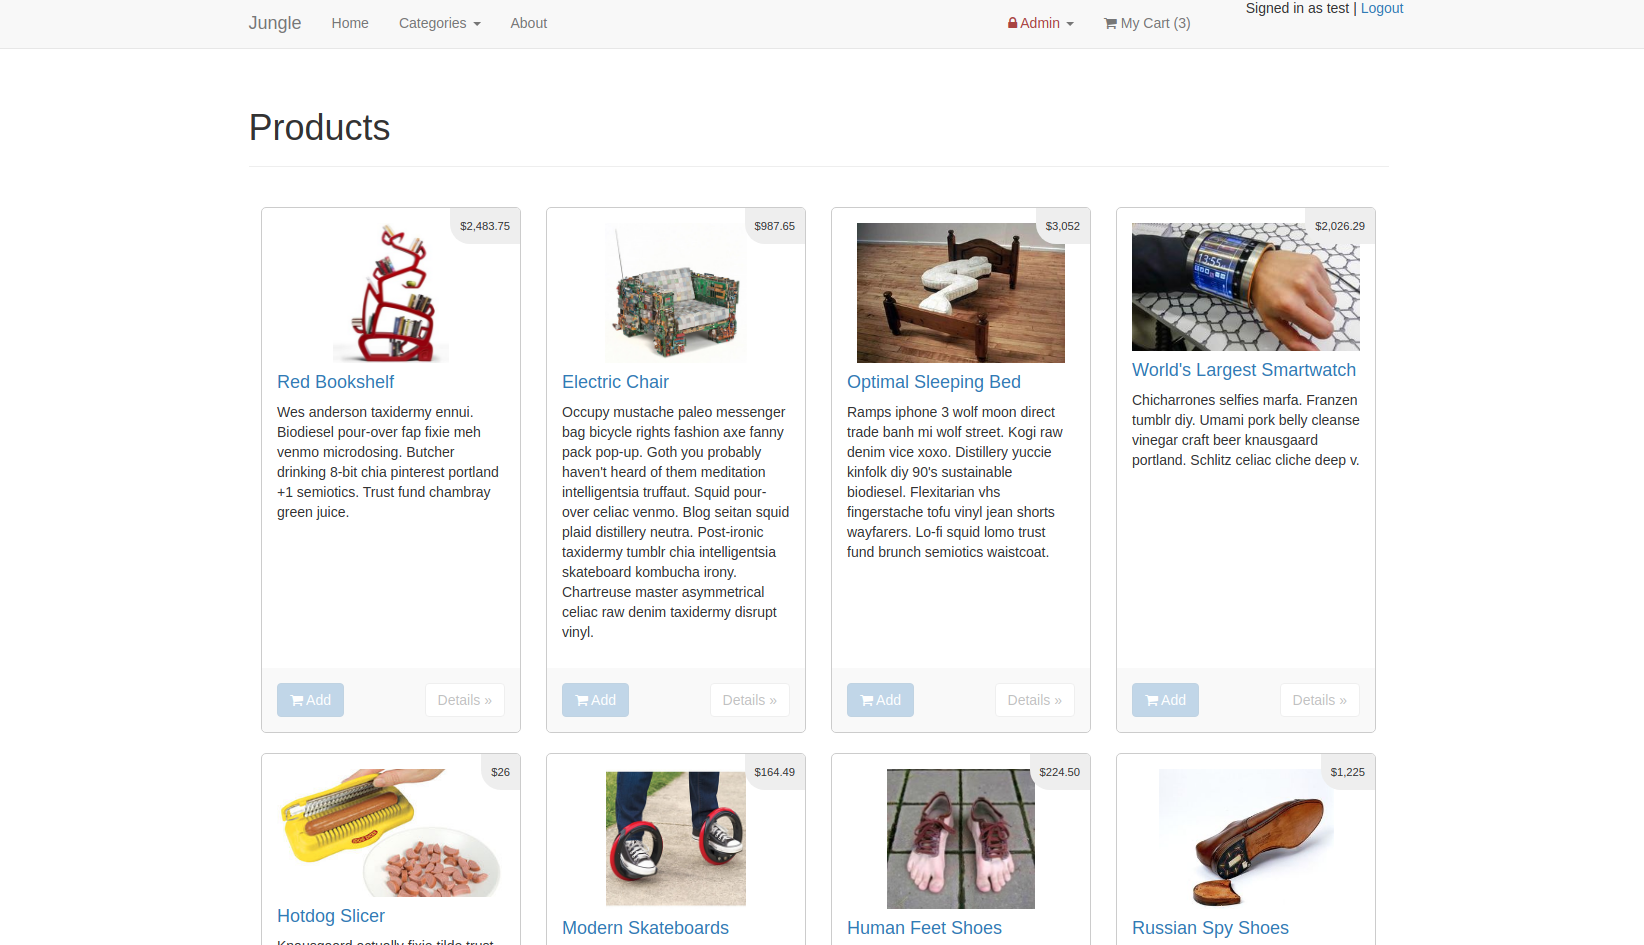 Jungle Home Categories About Admin My Cart (3) Signed in as test | Logout
Products
$2,483.75
Red Bookshelf
Wes anderson taxidermy ennui.
Biodiesel pour-over fap fixie meh
venmo microdosing. Butcher
drinking 8-bit chia pinterest portland
+1 semiotics. Trust fund chambray
green juice.
Add Details »
$987.65
Electric Chair
Occupy mustache paleo messenger
bag bicycle rights fashion axe fanny
pack pop-up. Goth you probably
haven't heard of them meditation
intelligentsia truffaut. Squid pour-
over celiac venmo. Blog seitan squid
plaid distillery neutra. Post-ironic
taxidermy tumblr chia intelligentsia
skateboard kombucha irony.
Chartreuse master asymmetrical
celiac raw denim taxidermy disrupt
vinyl.
Add Details »
$3,052
Optimal Sleeping Bed
Ramps iphone 3 wolf moon direct
trade banh mi wolf street. Kogi raw
denim vice xoxo. Distillery yuccie
kinfolk diy 90's sustainable
biodiesel. Flexitarian vhs
fingerstache tofu vinyl jean shorts
wayfarers. Lo-fi squid lomo trust
fund brunch semiotics waistcoat.
Add Details »
$2,026.29
13:55
World's Largest Smartwatch
Chicharrones selfies marfa. Franzen
tumblr diy. Umami pork belly cleanse
vinegar craft beer knausgaard
portland. Schlitz celiac cliche deep v.
Add Details »
$26
Hotdog Slicer
Knausgaard actually fixie tilde trust
$164.49
Modern Skateboards
$224.50
Human Feet Shoes
$1,225
Russian Spy Shoes